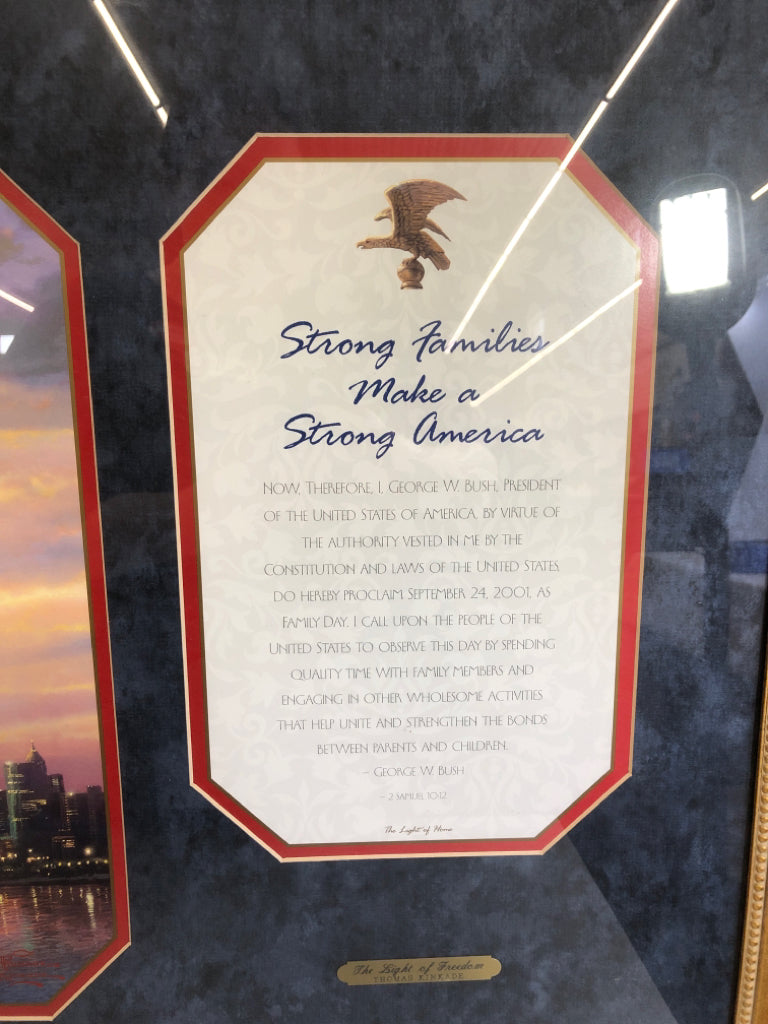 Strong Families
Make a
Strong America
NOW, THEREFORE, I, GEORGE W. BUSH, PRESIDENT
OF THE UNITED STATES OF AMERICA, BY VIRTUE OF
THE AUTHORITY VESTED IN ME BY THE
CONSTITUTION AND LAWS OF THE UNITED STATES,
DO HEREBY PROCLAIM SEPTEMBER 24, 2001, AS
FAMILY DAY. I CALL UPON THE PEOPLE OF THE
UNITED STATES TO OBSERVE THIS DAY BY SPENDING
QUALITY TIME WITH FAMILY MEMBERS AND
ENGAGING IN OTHER WHOLESOME ACTIVITIES
THAT HELP UNITE AND STRENGTHEN THE BONDS
BETWEEN PARENTS AND CHILDREN.
– GEORGE W. BUSH
– 2 SAMUEL 10:12
The Light of Home
The Light of Freedom
THOMAS KINKADE